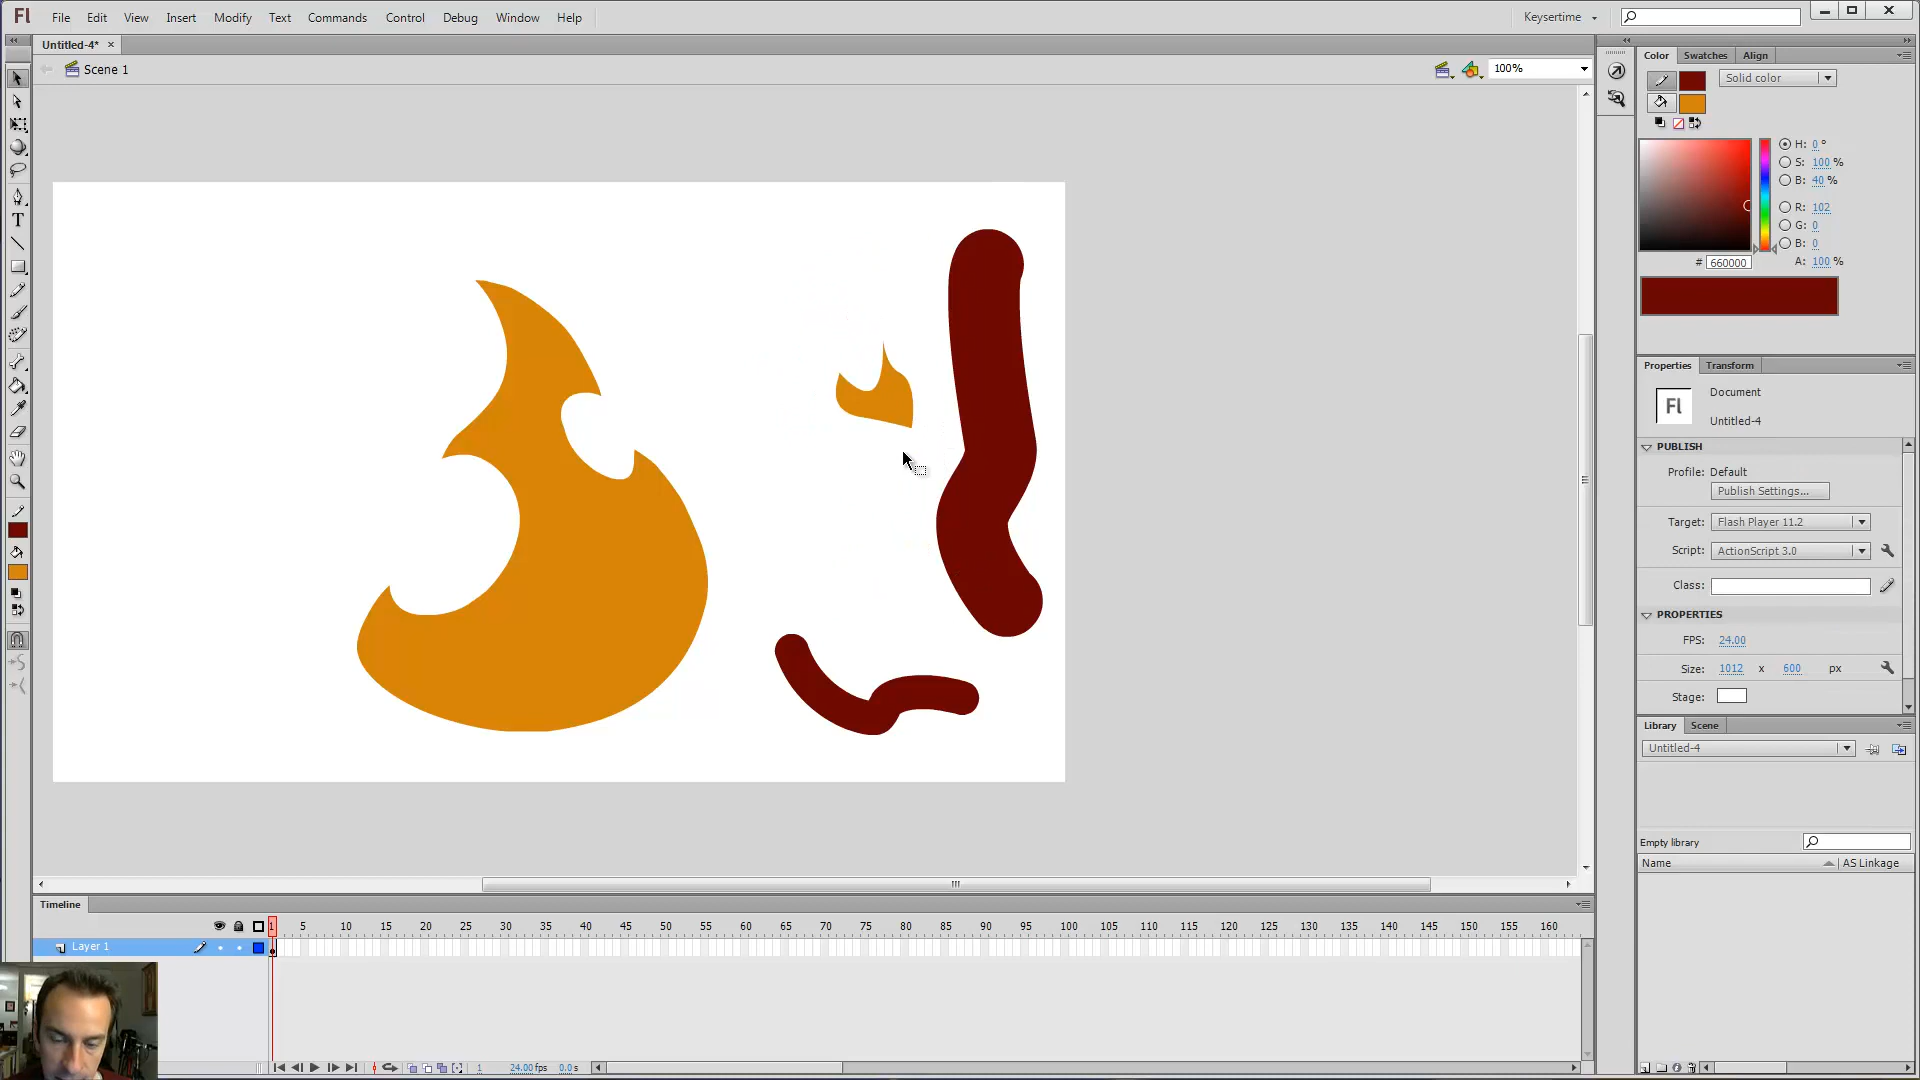 Fl File Edit View Insert Modify Text Commands Control Debug Window Help Keysertime
Untitled-4* ×
Scene 1 100%
Color Swatches Align
Solid color
H: 0 °
S: 100 %
B: 40 %
R: 102
G: 0
B: 0
# 660000 A: 100 %
Properties Transform
Fl Document
Untitled-4
PUBLISH
Profile: Default
Publish Settings...
Target: Flash Player 11.2
Script: ActionScript 3.0
Class:
PROPERTIES
FPS: 24.00
Size: 1012 x 600 px
Stage:
Library Scene
Untitled-4
Empty library
Name AS Linkage
T
Timeline
1 5 10 15 20 25 30 35 40 45 50 55 60 65 70 75 80 85 90 95 100 105 110 115 120 125 130 135 140 145 150 155 160
Layer 1
1 24.00 fps 0.0 s